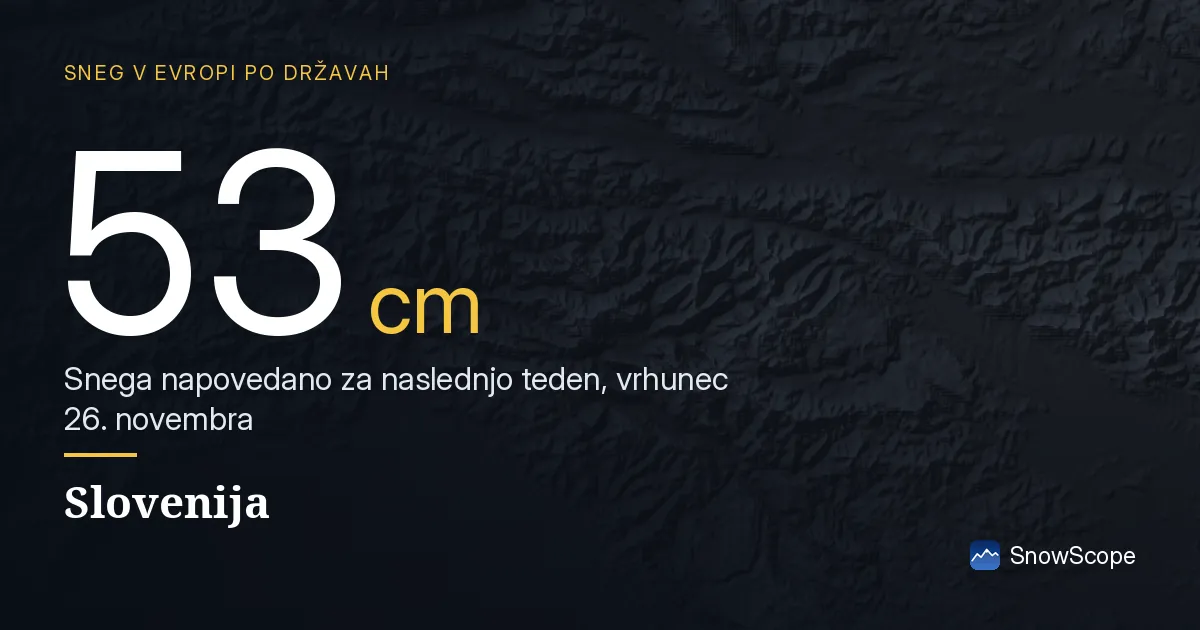 SNEG V EVROPI PO DRŽAVAH
53 cm
Snega napovedano za naslednjo teden, vrhunec
26. novembra
Slovenija
SnowScope